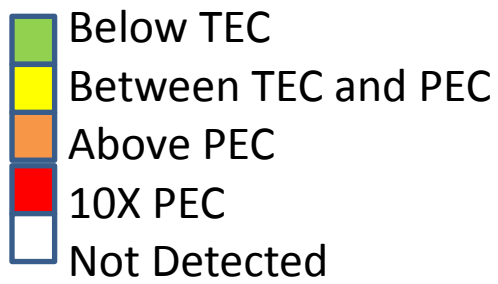 Below TEC
Between TEC and PEC
Above PEC
10X PEC
Not Detected